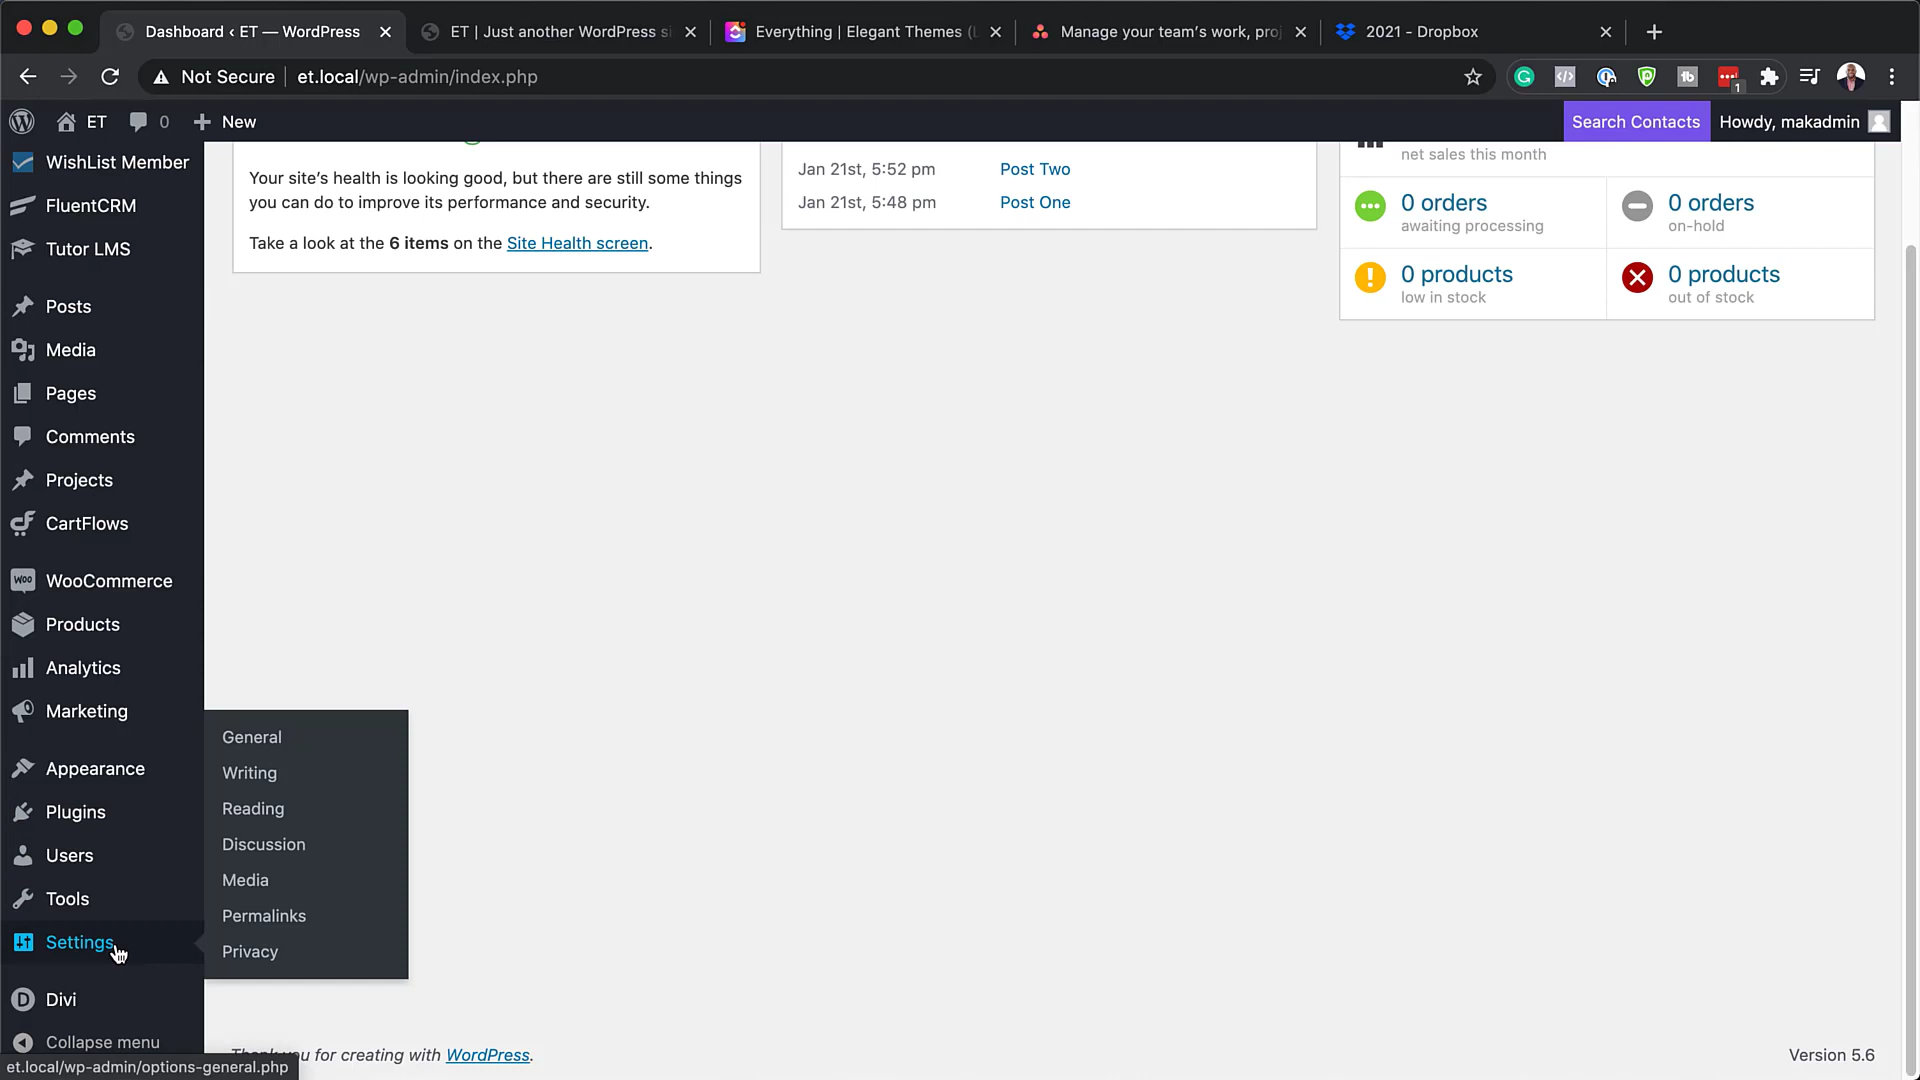 Dashboard ‹ ET — WordPress
ET | Just another WordPress si
Everything | Elegant Themes (L
Manage your team's work, proj
2021 - Dropbox
Not Secure
et.local/wp-admin/index.php
1
ET
0
New
Search Contacts
Howdy, makadmin
WishList Member
FluentCRM
Tutor LMS
Posts
Media
Pages
Comments
Projects
CartFlows
WooCommerce
Products
Analytics
Marketing
Appearance
Plugins
Users
Tools
Settings
Divi
Collapse menu
General
Writing
Reading
Discussion
Media
Permalinks
Privacy
Your site's health is looking good, but there are still some things
you can do to improve its performance and security.
Take a look at the 6 items on the Site Health screen.
Jan 21st, 5:52 pm Post Two
Jan 21st, 5:48 pm Post One
net sales this month
0 orders
awaiting processing
0 orders
on-hold
0 products
low in stock
0 products
out of stock
Thank you for creating with WordPress.
Version 5.6
et.local/wp-admin/options-general.php